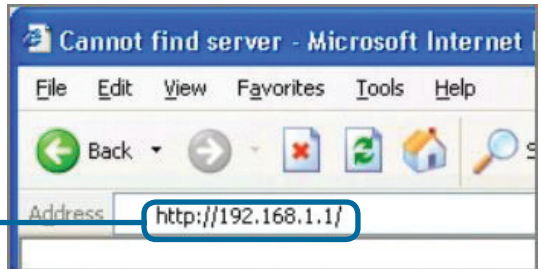 Cannot find server - Microsoft Internet
File Edit View Favorites Tools Help
Back
Address http://192.168.1.1/